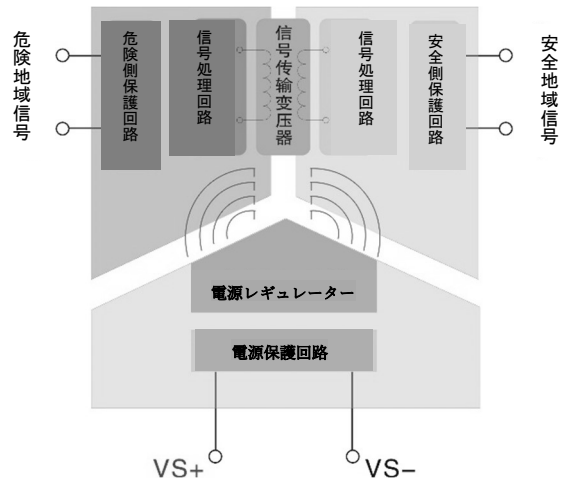 危険地域信号
危険側保護回路
信号処理回路
信号传输变压器
信号処理回路
安全側保護回路
安全地域信号
電源レギュレーター
電源保護回路
VS+
VS-